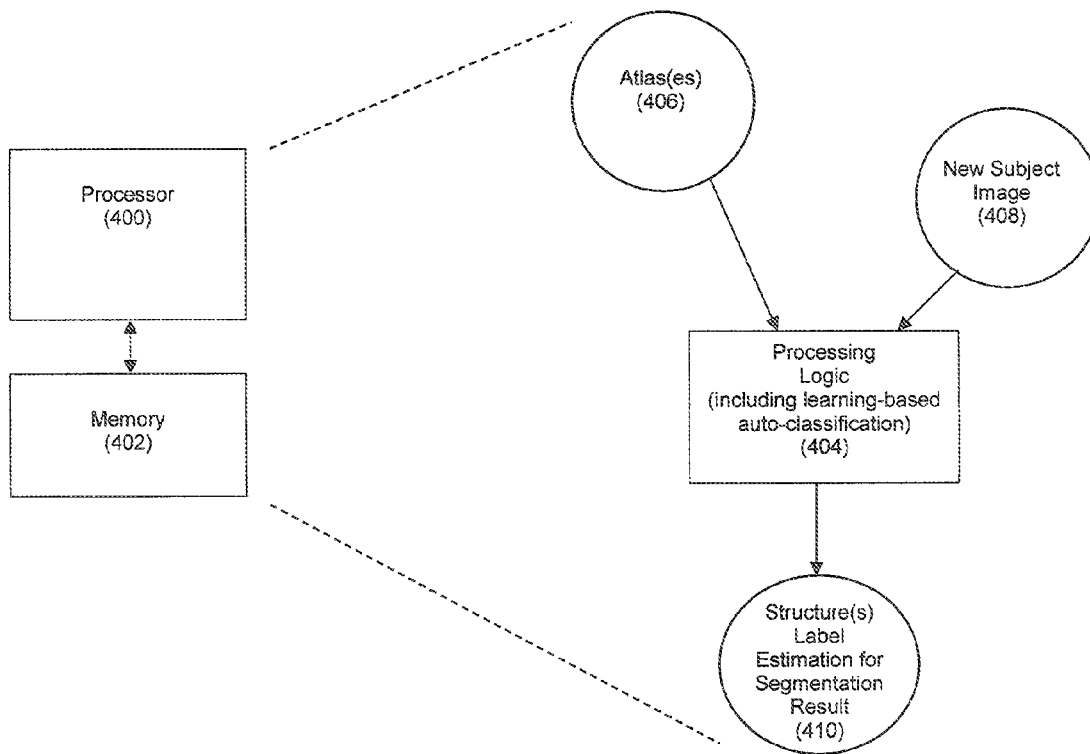 Atlas(es)
(406)
New Subject
Image
(408)
Processor
(400)
Memory
(402)
Processing
Logic
(including learning-based
auto-classification)
(404)
Structure(s)
Label
Estimation for
Segmentation
Result
(410)